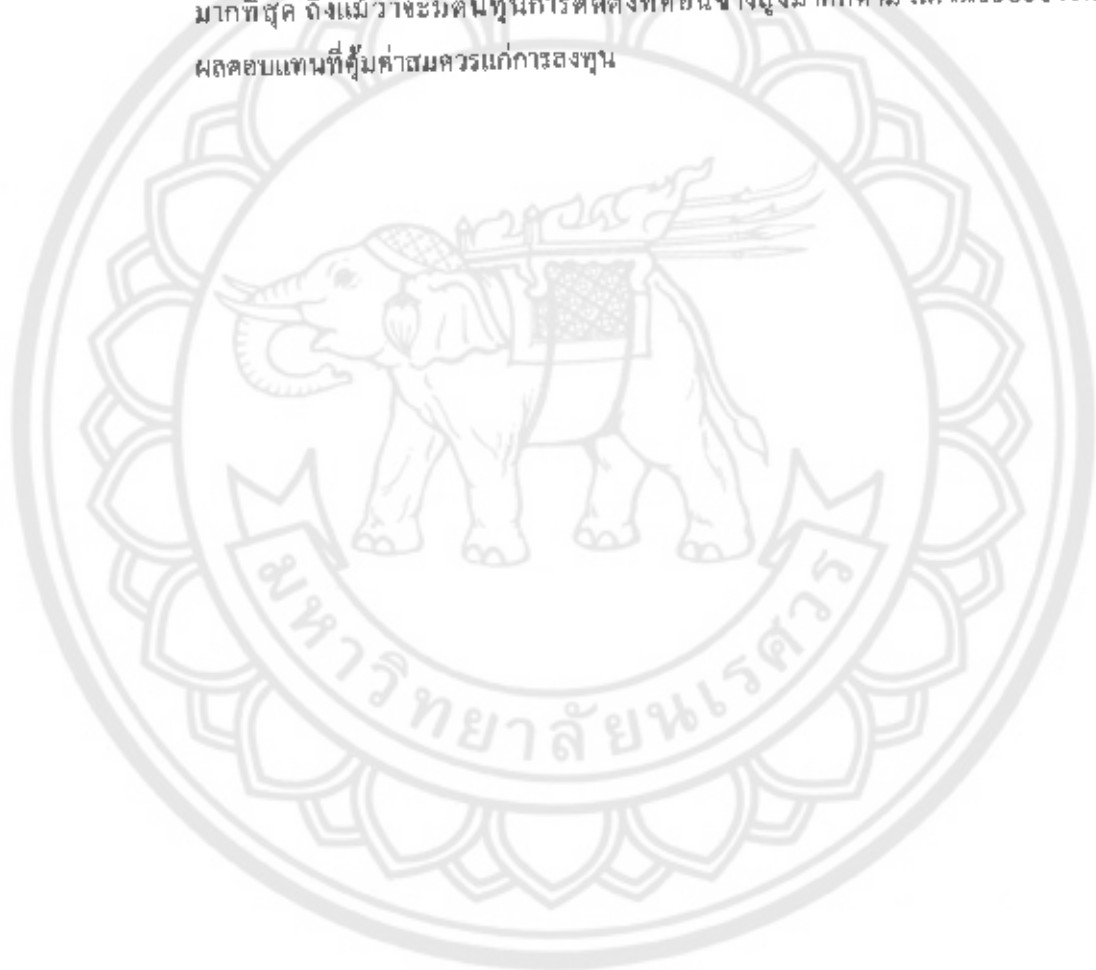 มากที่สุด ถึงแม้ว่าจะมีต้นทุนการติดตั้งที่ค่อนข้างสูงมากก็ตาม
ผลตอบแทนที่คุ้มค่าสมควรแก่การลงทุน
มหาวิทยาลัยนเรศวร